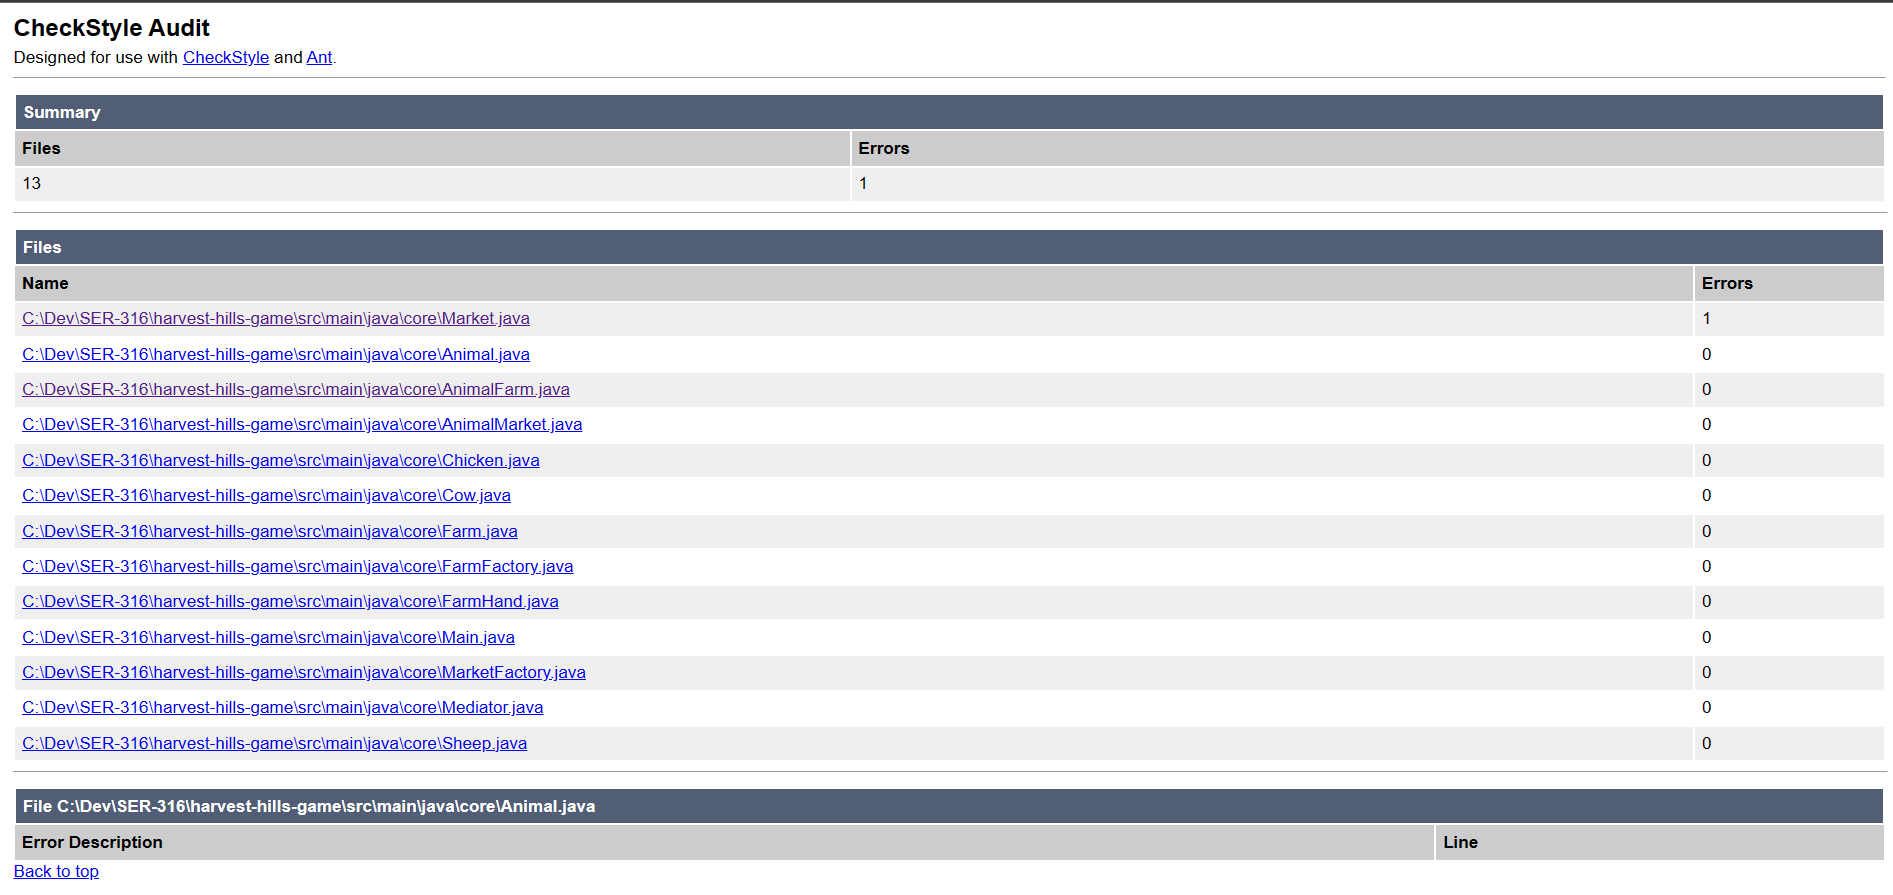 CheckStyle Audit
Designed for use with CheckStyle and Ant.
Summary
Files Errors
13 1
Files
Name Errors
C:\Dev\SER-316\harvest-hills-game\src\main\java\core\Market.java 1
C:\Dev\SER-316\harvest-hills-game\src\main\java\core\Animal.java 0
C:\Dev\SER-316\harvest-hills-game\src\main\java\core\AnimalFarm.java 0
C:\Dev\SER-316\harvest-hills-game\src\main\java\core\AnimalMarket.java 0
C:\Dev\SER-316\harvest-hills-game\src\main\java\core\Chicken.java 0
C:\Dev\SER-316\harvest-hills-game\src\main\java\core\Cow.java 0
C:\Dev\SER-316\harvest-hills-game\src\main\java\core\Farm.java 0
C:\Dev\SER-316\harvest-hills-game\src\main\java\core\FarmFactory.java 0
C:\Dev\SER-316\harvest-hills-game\src\main\java\core\FarmHand.java 0
C:\Dev\SER-316\harvest-hills-game\src\main\java\core\Main.java 0
C:\Dev\SER-316\harvest-hills-game\src\main\java\core\MarketFactory.java 0
C:\Dev\SER-316\harvest-hills-game\src\main\java\core\Mediator.java 0
C:\Dev\SER-316\harvest-hills-game\src\main\java\core\Sheep.java 0
File C:\Dev\SER-316\harvest-hills-game\src\main\java\core\Animal.java
Error Description Line
Back to top